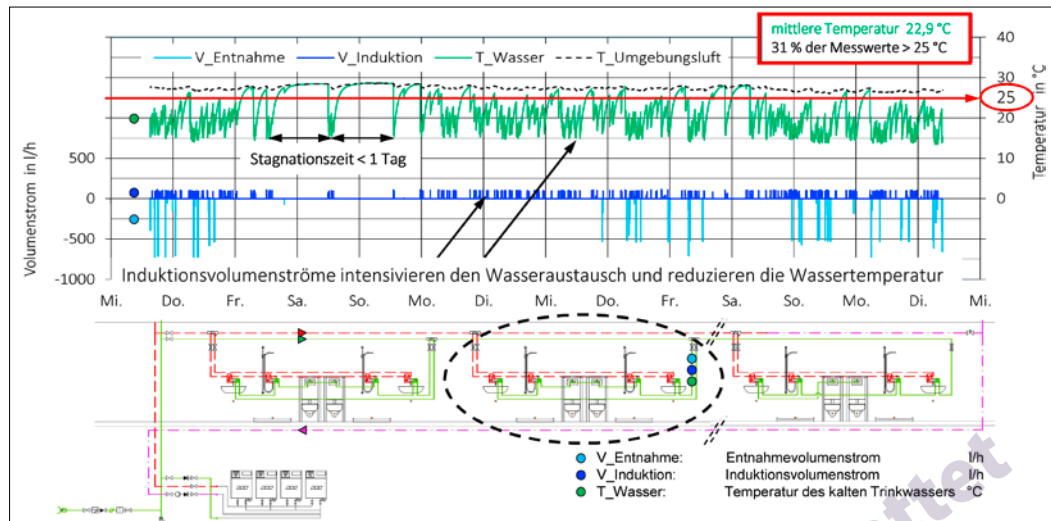 mittlere Temperatur 22,9 °C
31 % der Messwerte > 25 °C
V_Entnahme V_Induktion T_Wasser T_Umgebungsluft
40
30
25
20
10
0
Temperatur in °C
500
0
-500
-1000
Volumenstrom in l/h
Stagnationszeit < 1 Tag
Induktionsvolumenströme intensivieren den Wasseraustausch und reduzieren die Wassertemperatur
Mi. Do. Fr. Sa. So. Mo. Di. Mi. Do. Fr. Sa. So. Mo. Di. Mi.
V_Entnahme: Entnahmevolumenstrom l/h
V_Induktion: Induktionsvolumenstrom l/h
T_Wasser: Temperatur des kalten Trinkwassers °C